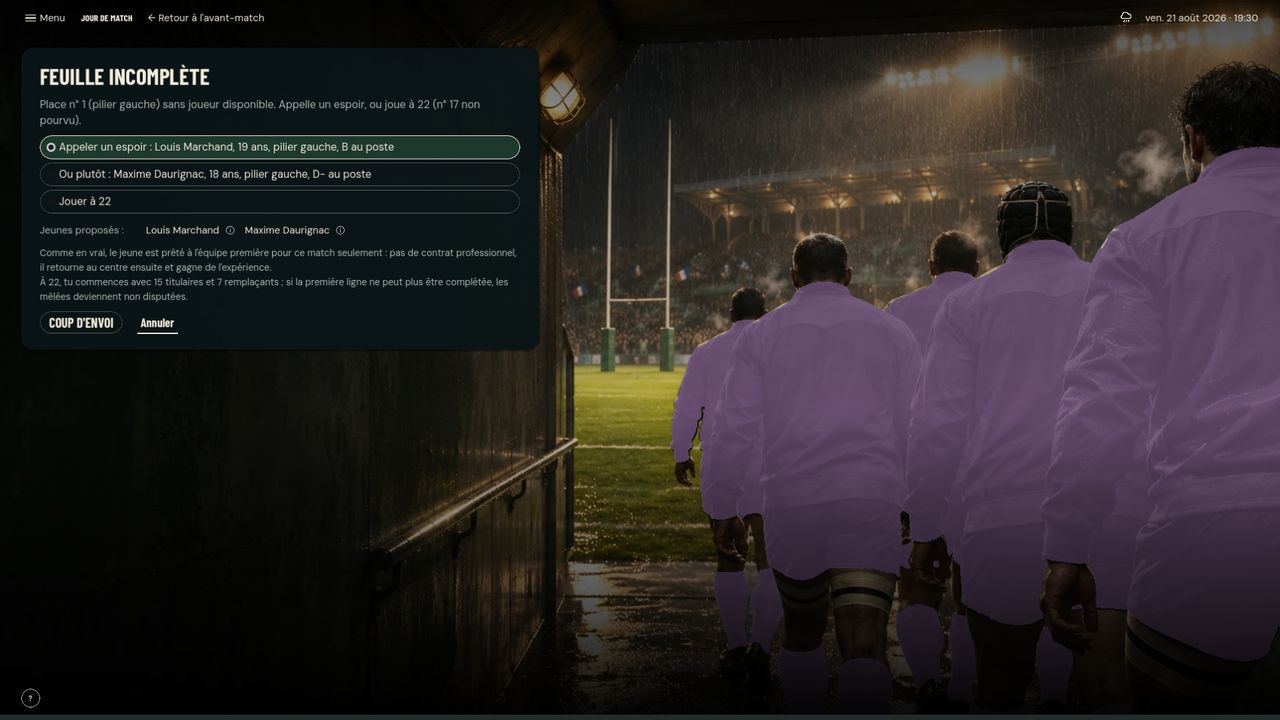 Menu
JOUR DE MATCH
← Retour à l'avant-match
ven. 21 août 2026 · 19:30
FEUILLE INCOMPLÈTE
Place n° 1 (pilier gauche) sans joueur disponible. Appelle un espoir, ou joue à 22 (n° 17 non
pourvu).
Appeler un espoir : Louis Marchand, 19 ans, pilier gauche, B au poste
Ou plutôt : Maxime Daurignac, 18 ans, pilier gauche, D- au poste
Jouer à 22
Jeunes proposés : Louis Marchand ⓘ Maxime Daurignac ⓘ
Comme en vrai, le jeune est prêté à l'équipe première pour ce match seulement : pas de contrat professionnel,
il retourne au centre ensuite et gagne de l'expérience.
À 22, tu commences avec 15 titulaires et 7 remplaçants ; si la première ligne ne peut plus être complétée, les
mêlées deviennent non disputées.
COUP D'ENVOI
Annuler
?